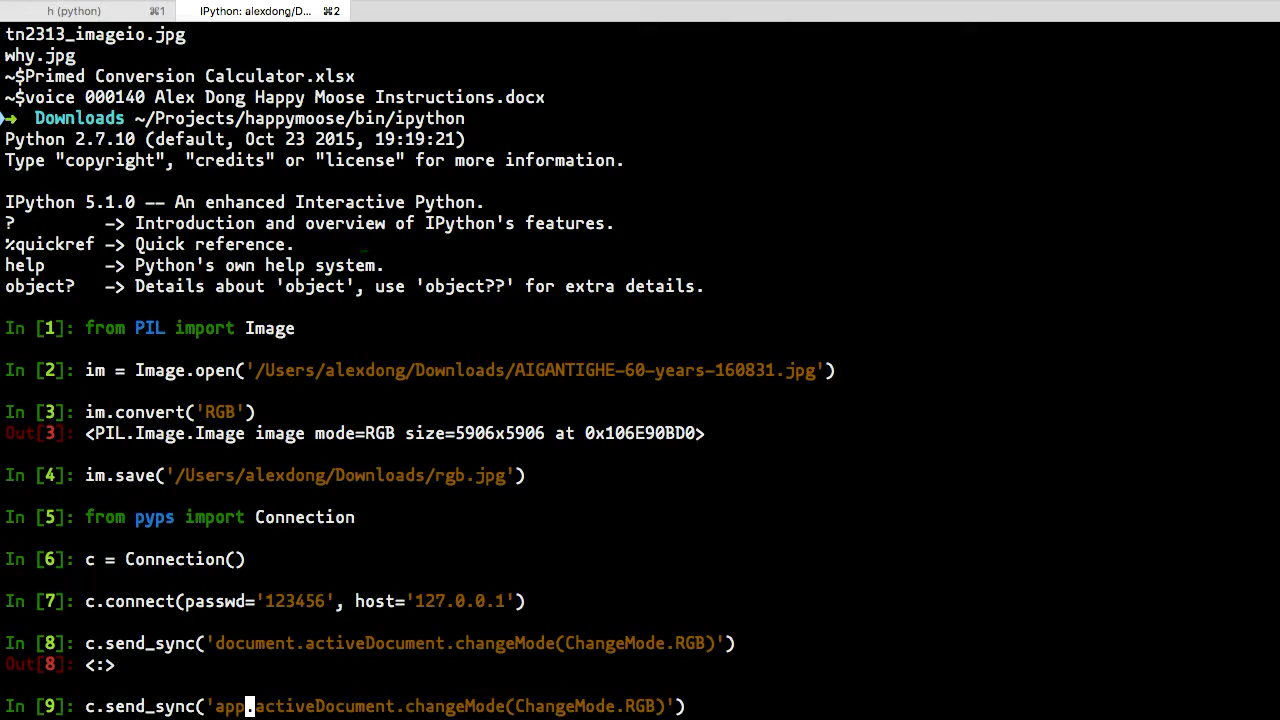 h (python) ⌘1 IPython: alexdong/D... ⌘2
tn2313_imageio.jpg
why.jpg
~$Primed Conversion Calculator.xlsx
~$voice 000140 Alex Dong Happy Moose Instructions.docx
➜  Downloads ~/Projects/happymoose/bin/ipython
Python 2.7.10 (default, Oct 23 2015, 19:19:21)
Type "copyright", "credits" or "license" for more information.
IPython 5.1.0 -- An enhanced Interactive Python.
?         -> Introduction and overview of IPython's features.
%quickref -> Quick reference.
help      -> Python's own help system.
object?   -> Details about 'object', use 'object??' for extra details.
In [1]: from PIL import Image
In [2]: im = Image.open('/Users/alexdong/Downloads/AIGANTIGHE-60-years-160831.jpg')
In [3]: im.convert('RGB')
Out[3]: <PIL.Image.Image image mode=RGB size=5906x5906 at 0x106E90BD0>
In [4]: im.save('/Users/alexdong/Downloads/rgb.jpg')
In [5]: from pyps import Connection
In [6]: c = Connection()
In [7]: c.connect(passwd='123456', host='127.0.0.1')
In [8]: c.send_sync('document.activeDocument.changeMode(ChangeMode.RGB)')
Out[8]: <:>
In [9]: c.send_sync('app.activeDocument.changeMode(ChangeMode.RGB)')